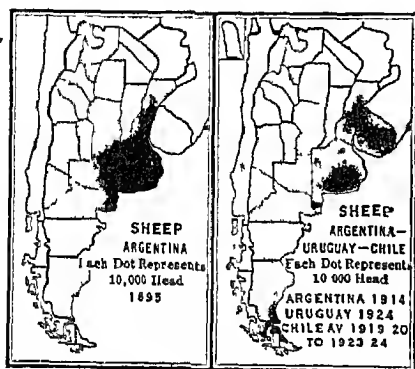 SHEEP
ARGENTINA
Each Dot Represents
10,000 Head
1895
SHEEP
ARGENTINA—
URUGUAY—CHILE
Each Dot Represents
10 000 Head
ARGENTINA 1914
URUGUAY 1924
CHILE AV 1919 20
TO 1923 24